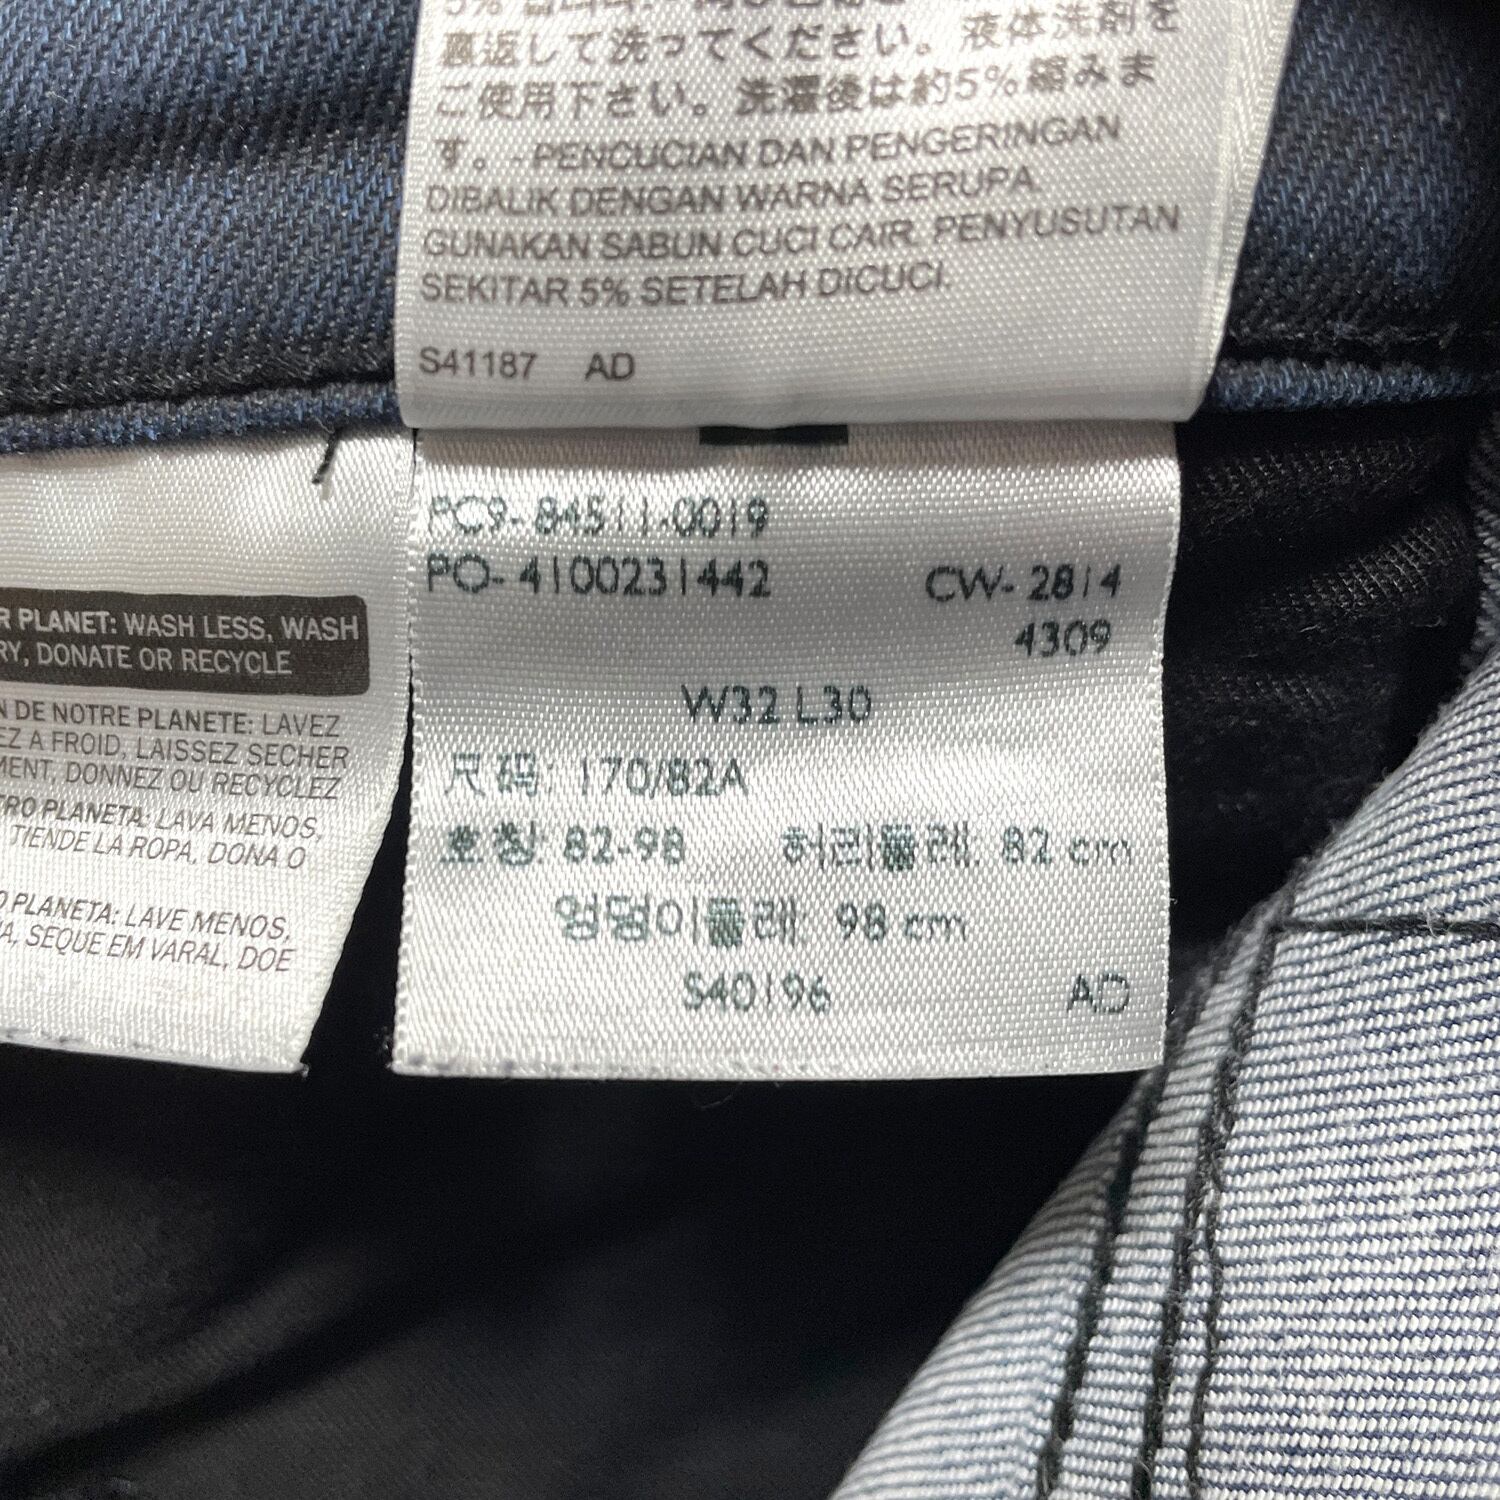 裏返して洗ってください。液体洗剤を
ご使用下さい。洗濯後は約5%縮みま
す。-PENCUCIAN DAN PENGERINGAN
DIBALIK DENGAN WARNA SERUPA.
GUNAKAN SABUN CUCI CAIR. PENYUSUTAN
SEKITAR 5% SETELAH DICUCI.
S41187 AD
PC9-84511-0019
PO-4100231442 CW-2814
4309
W32 L30
尺码: 170/82A
호칭 82-98 허리둘레: 82 cm
엉덩이둘레: 98 cm
S40196 AD
R PLANET: WASH LESS, WASH
RY, DONATE OR RECYCLE
N DE NOTRE PLANETE: LAVEZ
EZ A FROID, LAISSEZ SECHER
MENT, DONNEZ OU RECYCLEZ
TRO PLANETA: LAVA MENOS,
TIENDE LA ROPA, DONA O
O PLANETA: LAVE MENOS,
A, SEQUE EM VARAL, DOE